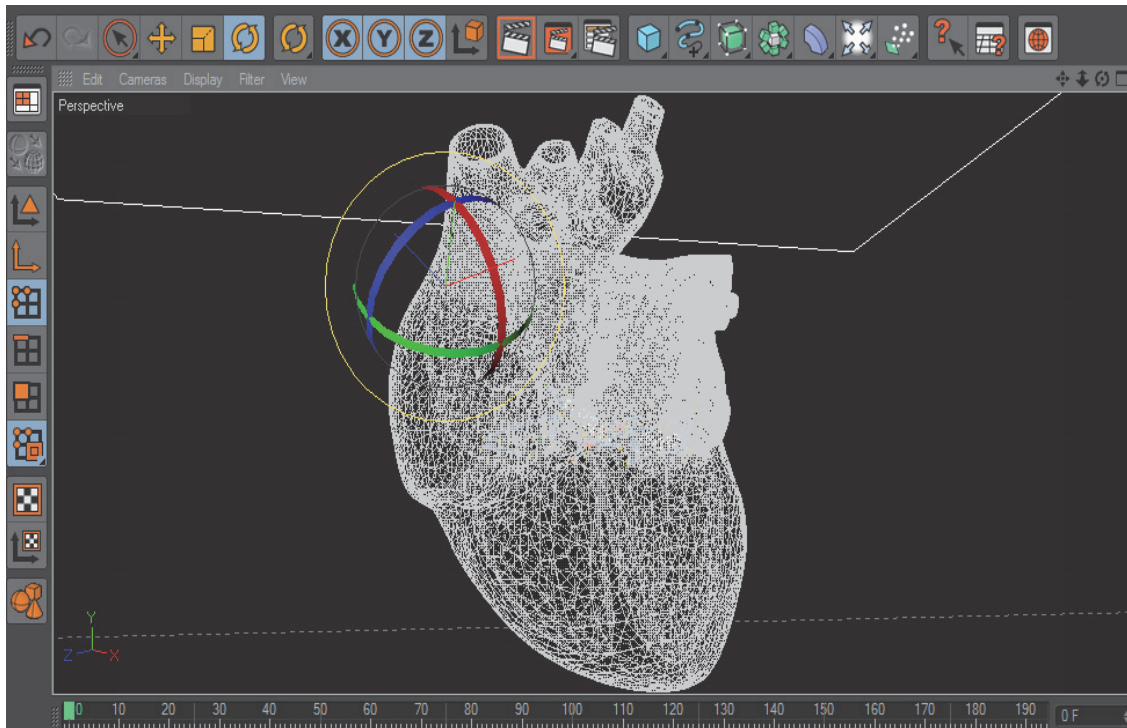 X Y Z
Edit Cameras Display Filter View
Perspective
Y
Z X
0 10 20 30 40 50 60 70 80 90 100 110 120 130 140 150 160 170 180 190 0 F